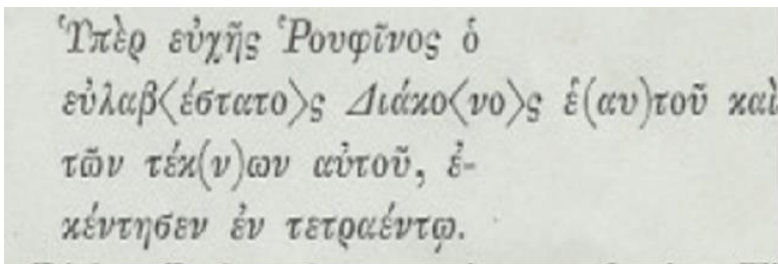 Ὑπὲρ εὐχῆς Ῥουφῖνος ὁ
εὐλαβ⟨έστατο⟩ς Διάκο⟨νο⟩ς ἑ(αυ)τοῦ καὶ
τῶν τέκ(ν)ων αὐτοῦ, ἐ-
κέντησεν ἐν τετραέντῳ.